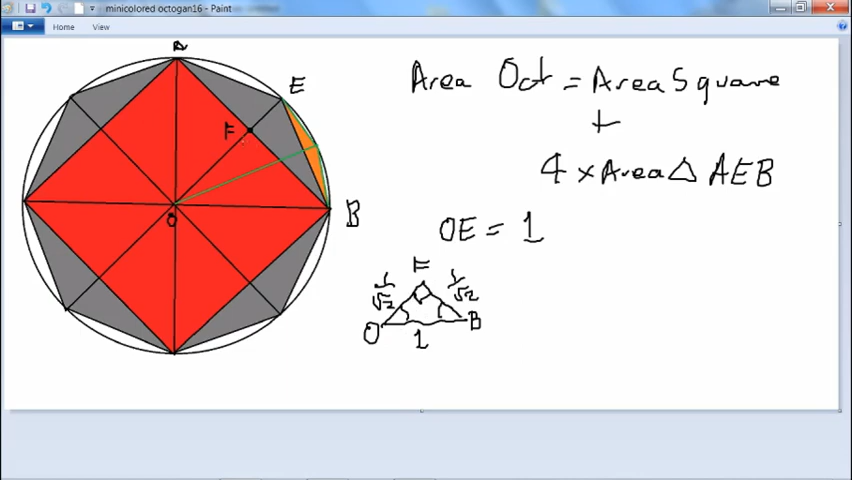 minicolored octogan16 - Paint
Home View
A
E
F
O
B
Area Oct = Area Square
+
4 × Area △ AEB
OE = 1
F
1/√2 1/√2
O B
1